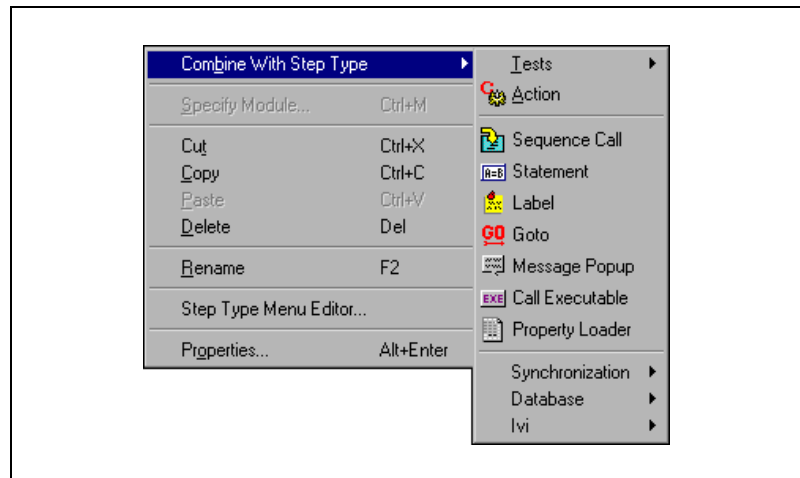 Combine With Step Type
Specify Module... Ctrl+M
Cut Ctrl+X
Copy Ctrl+C
Paste Ctrl+V
Delete Del
Rename F2
Step Type Menu Editor...
Properties... Alt+Enter
Tests
Action
Sequence Call
A=B Statement
Label
GO Goto
Message Popup
EXE Call Executable
Property Loader
Synchronization
Database
Ivi